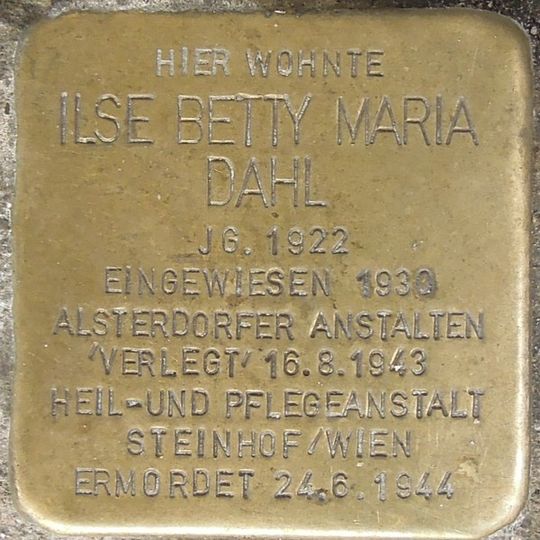 HIER WOHNTE
ILSE BETTY MARIA
DAHL
JG. 1922
EINGEWIESEN 1930
ALSTERDORFER ANSTALTEN
'VERLEGT' 16.8.1943
HEIL-UND PFLEGEANSTALT
STEINHOF/WIEN
ERMORDET 24.6.1944